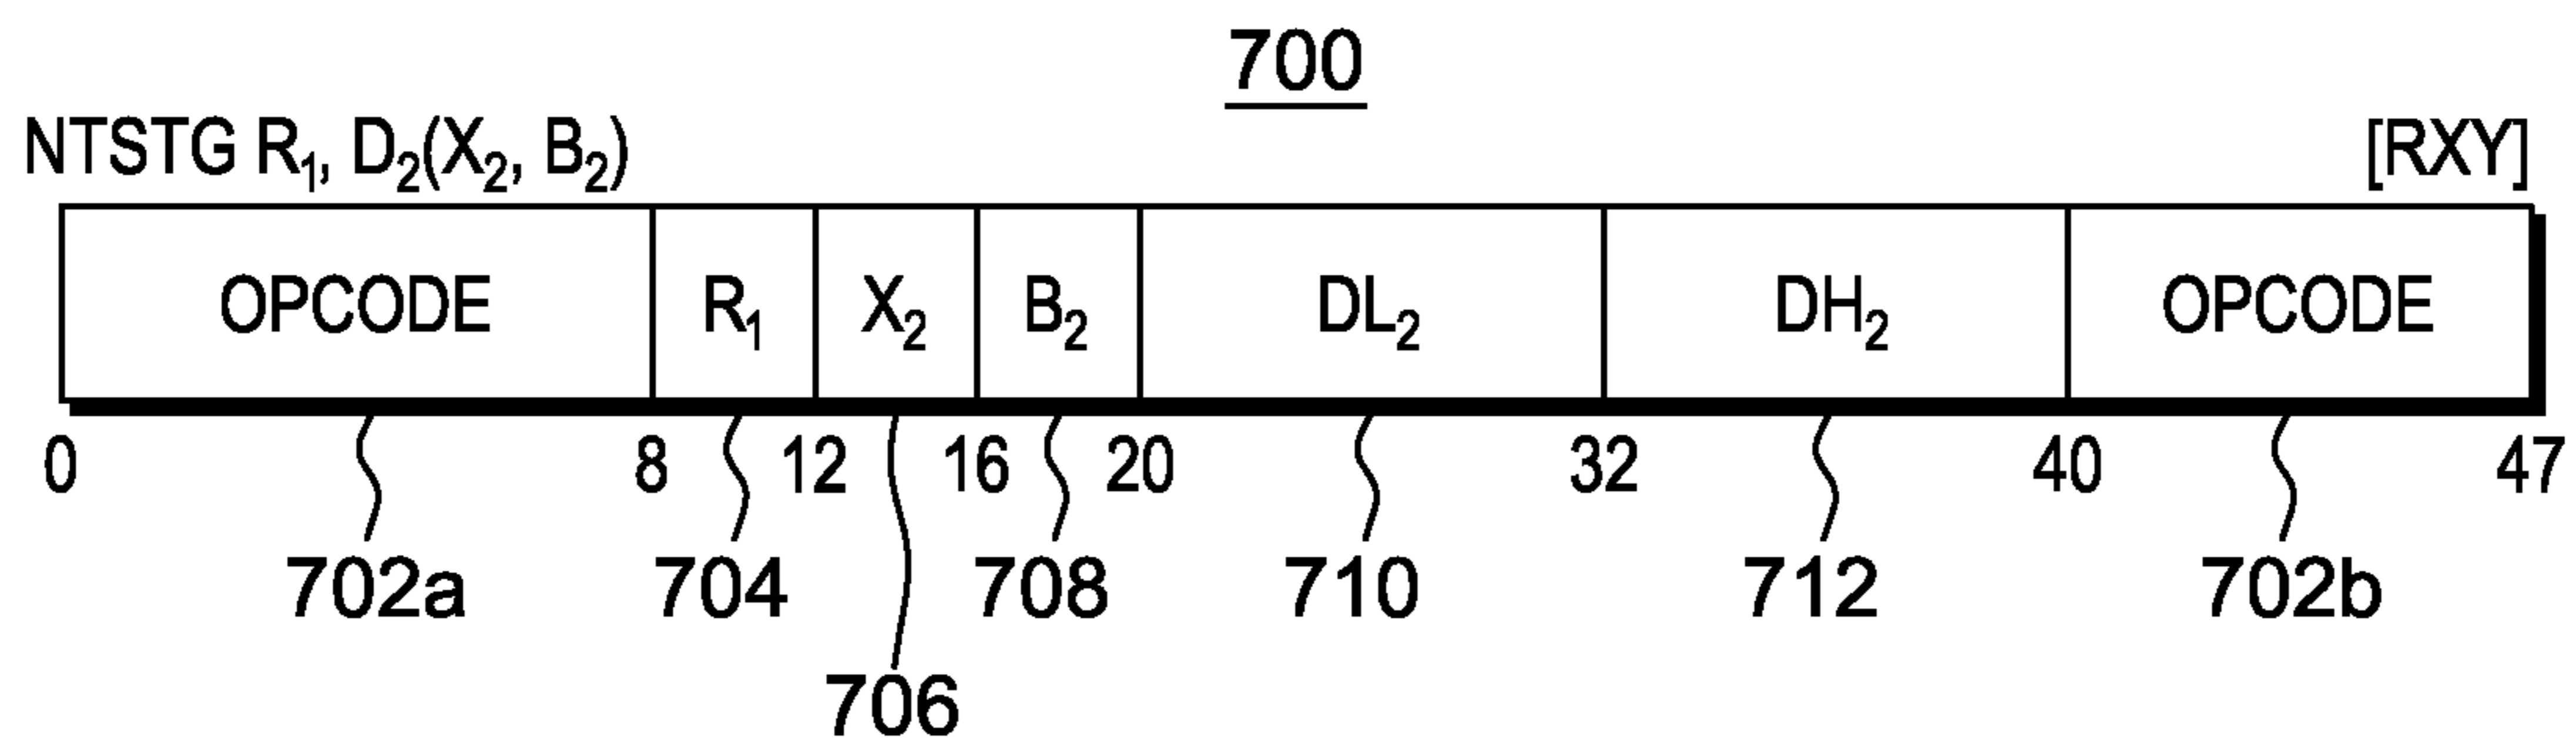 700
NTSTG R₁, D₂(X₂, B₂) [RXY]
OPCODE R₁ X₂ B₂ DL₂ DH₂ OPCODE
0 8 12 16 20 32 40 47
702a 704 708 710 712 702b
706